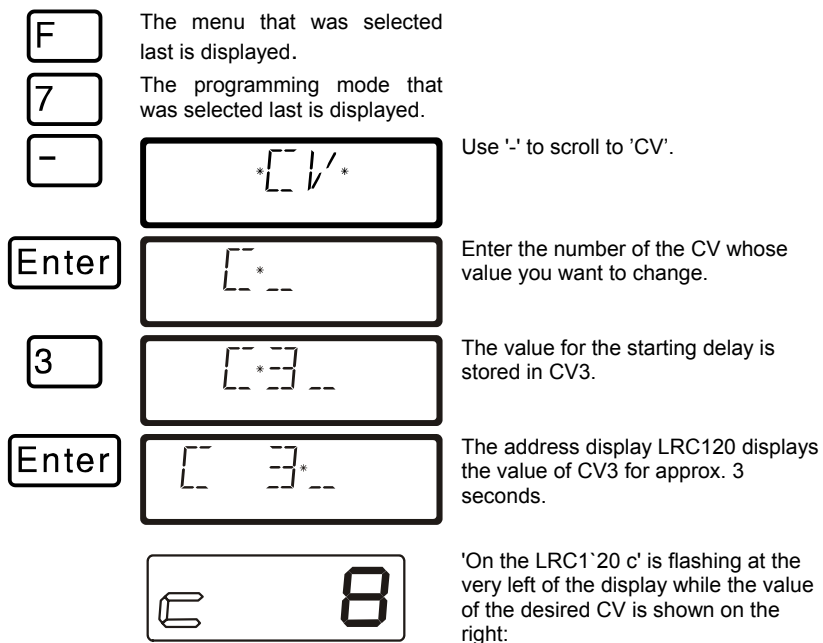 F
The menu that was selected
last is displayed.
7
The programming mode that
was selected last is displayed.
-
*CV*
Use '-' to scroll to 'CV'.
Enter
C*_
Enter the number of the CV whose
value you want to change.
3
C*3_
The value for the starting delay is
stored in CV3.
Enter
C 3*_
The address display LRC120 displays
the value of CV3 for approx. 3
seconds.
c 8
'On the LRC1`20 c' is flashing at the
very left of the display while the value
of the desired CV is shown on the
right: